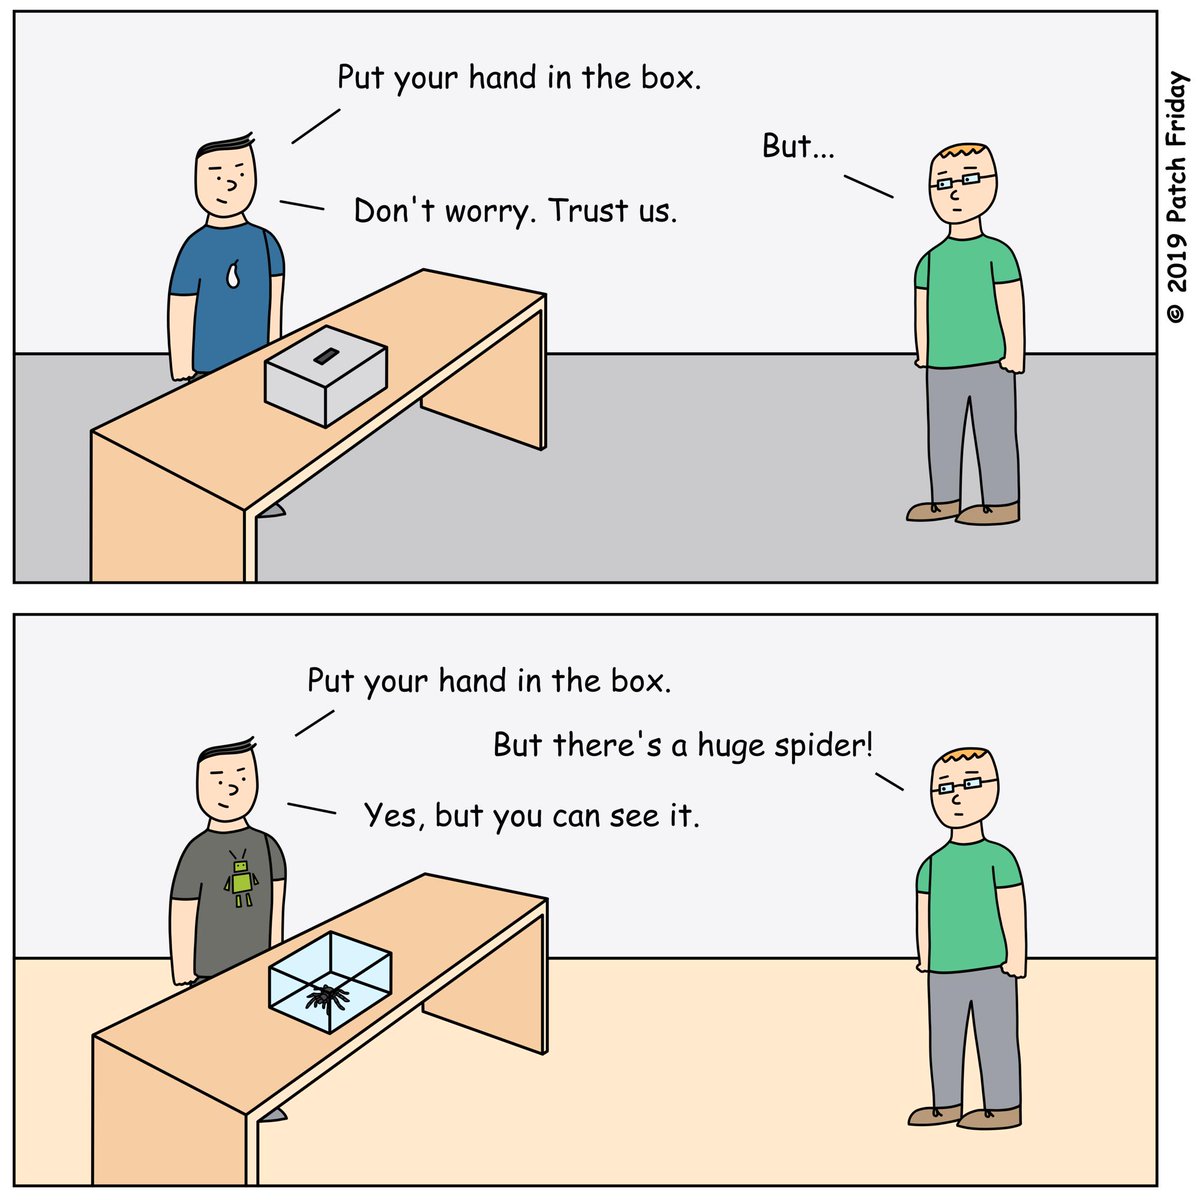 Put your hand in the box.
But...
Don't worry. Trust us.
© 2019 Patch Friday
Put your hand in the box.
But there's a huge spider!
Yes, but you can see it.